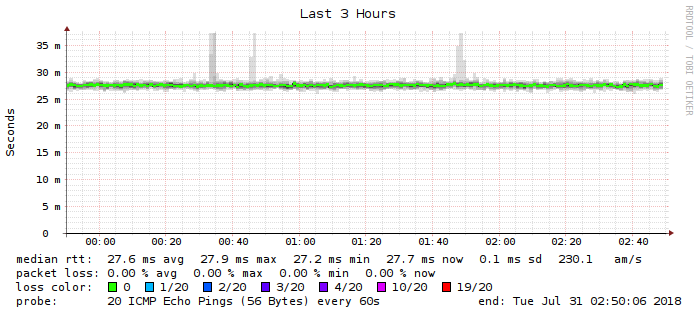 Last 3 Hours
RRDTOOL / TOBI OETIKER
Seconds
35 m
30 m
25 m
20 m
15 m
10 m
5 m
0
00:00 00:20 00:40 01:00 01:20 01:40 02:00 02:20 02:40
median rtt: 27.6 ms avg 27.9 ms max 27.2 ms min 27.7 ms now 0.1 ms sd 230.1 am/s
packet loss: 0.00 % avg 0.00 % max 0.00 % min 0.00 % now
loss color: 0 1/20 2/20 3/20 4/20 10/20 19/20
probe: 20 ICMP Echo Pings (56 Bytes) every 60s end: Tue Jul 31 02:50:06 2018